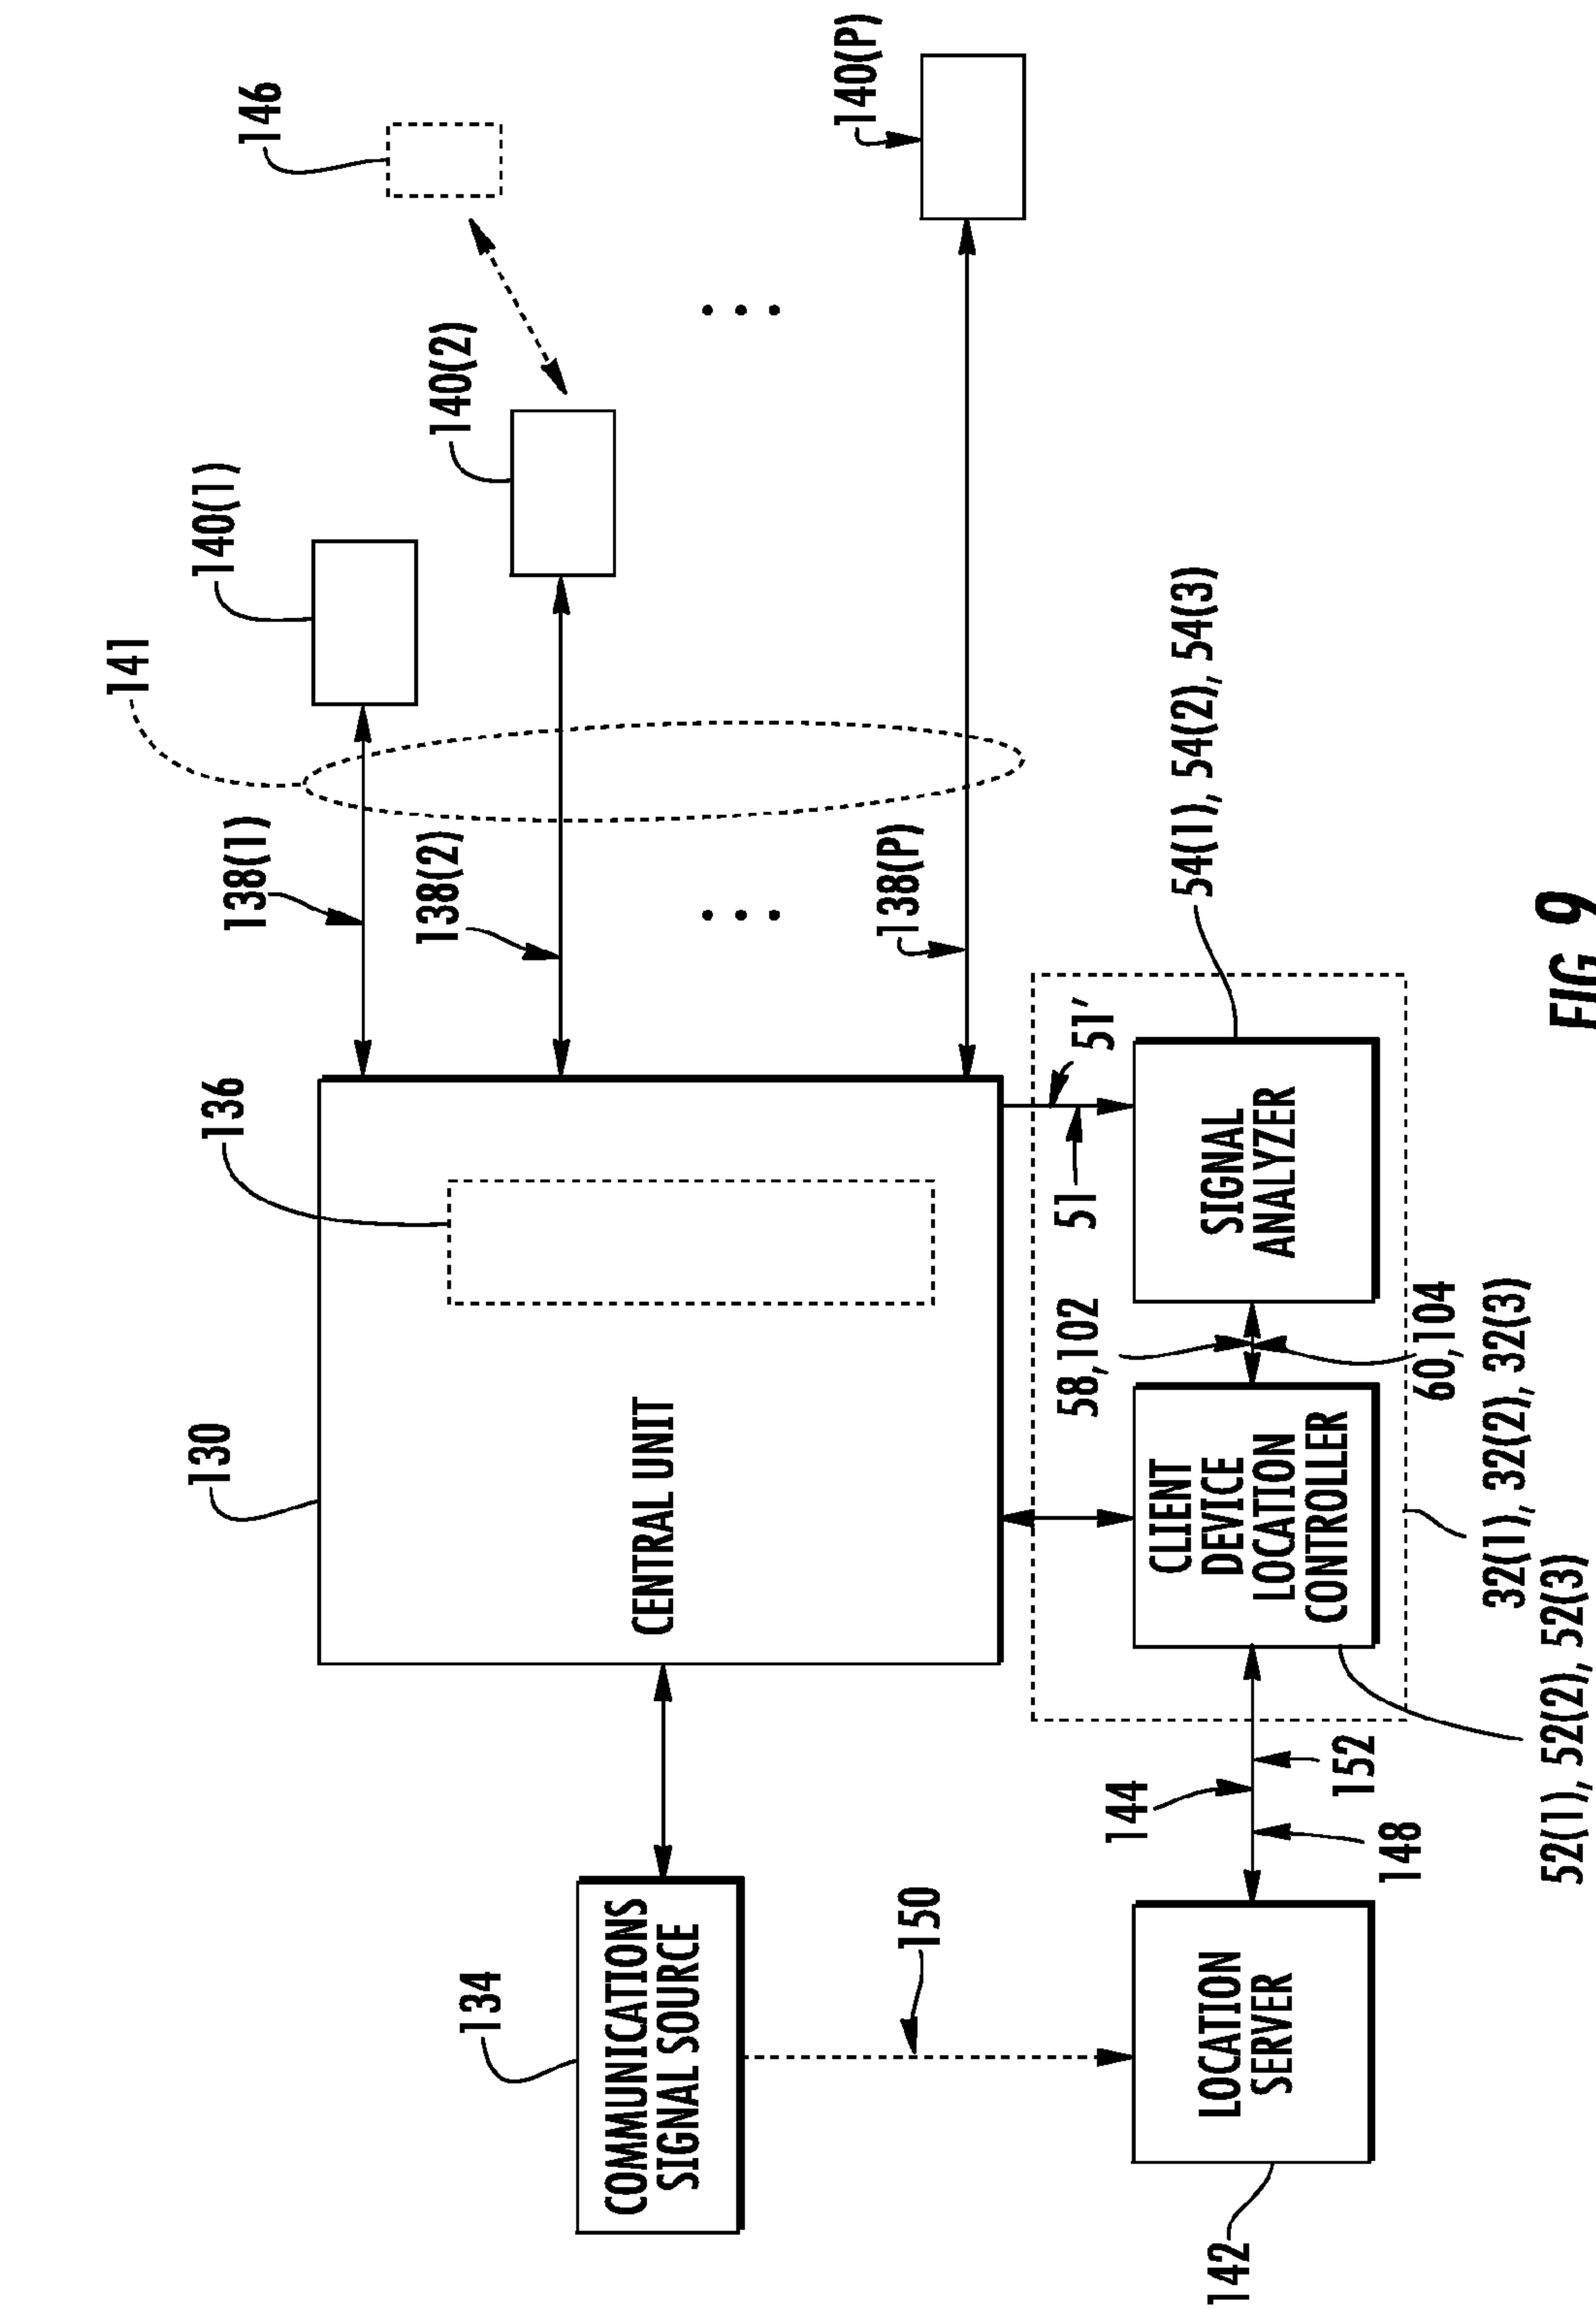 146
140(P)
140(2)
140(1)
141
138(1)
138(2)
138(P)
136
130
CENTRAL UNIT
134
COMMUNICATIONS
SIGNAL SOURCE
150
51'
51
54(1), 54(2), 54(3)
SIGNAL
ANALYZER
58,102
60,104
CLIENT
DEVICE
LOCATION
CONTROLLER
32(1), 32(2), 32(3)
52(1), 52(2), 52(3)
144
152
148
LOCATION
SERVER
142
FIG 9